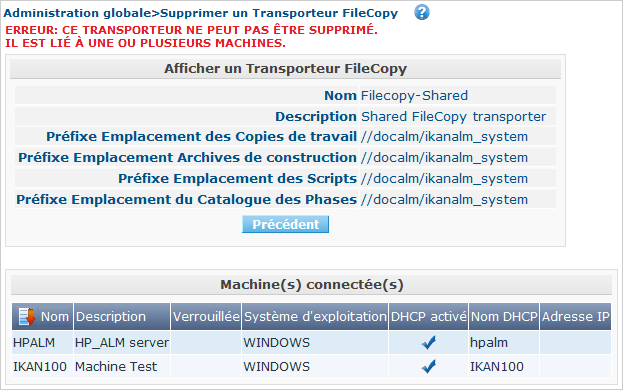 Administration globale>Supprimer un Transporteur FileCopy ?
ERREUR: CE TRANSPORTEUR NE PEUT PAS ÊTRE SUPPRIMÉ.
IL EST LIÉ À UNE OU PLUSIEURS MACHINES.
Afficher un Transporteur FileCopy
Nom Filecopy-Shared
Description Shared FileCopy transporter
Préfixe Emplacement des Copies de travail //docalm/ikanalm_system
Préfixe Emplacement Archives de construction //docalm/ikanalm_system
Préfixe Emplacement des Scripts //docalm/ikanalm_system
Préfixe Emplacement du Catalogue des Phases //docalm/ikanalm_system
Précédent
Machine(s) connectée(s)
Nom Description Verrouillée Système d'exploitation DHCP activé Nom DHCP Adresse IP
HPALM HP_ALM server WINDOWS hpalm
IKAN100 Machine Test WINDOWS IKAN100